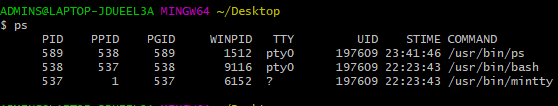 ADMINS@LAPTOP-JDUEEL3A MINGW64 ~/Desktop
$ ps
PID PPID PGID WINPID TTY UID STIME COMMAND
589 538 589 1512 pty0 197609 23:41:46 /usr/bin/ps
538 537 538 9116 pty0 197609 22:23:43 /usr/bin/bash
537 1 537 6152 ? 197609 22:23:43 /usr/bin/mintty